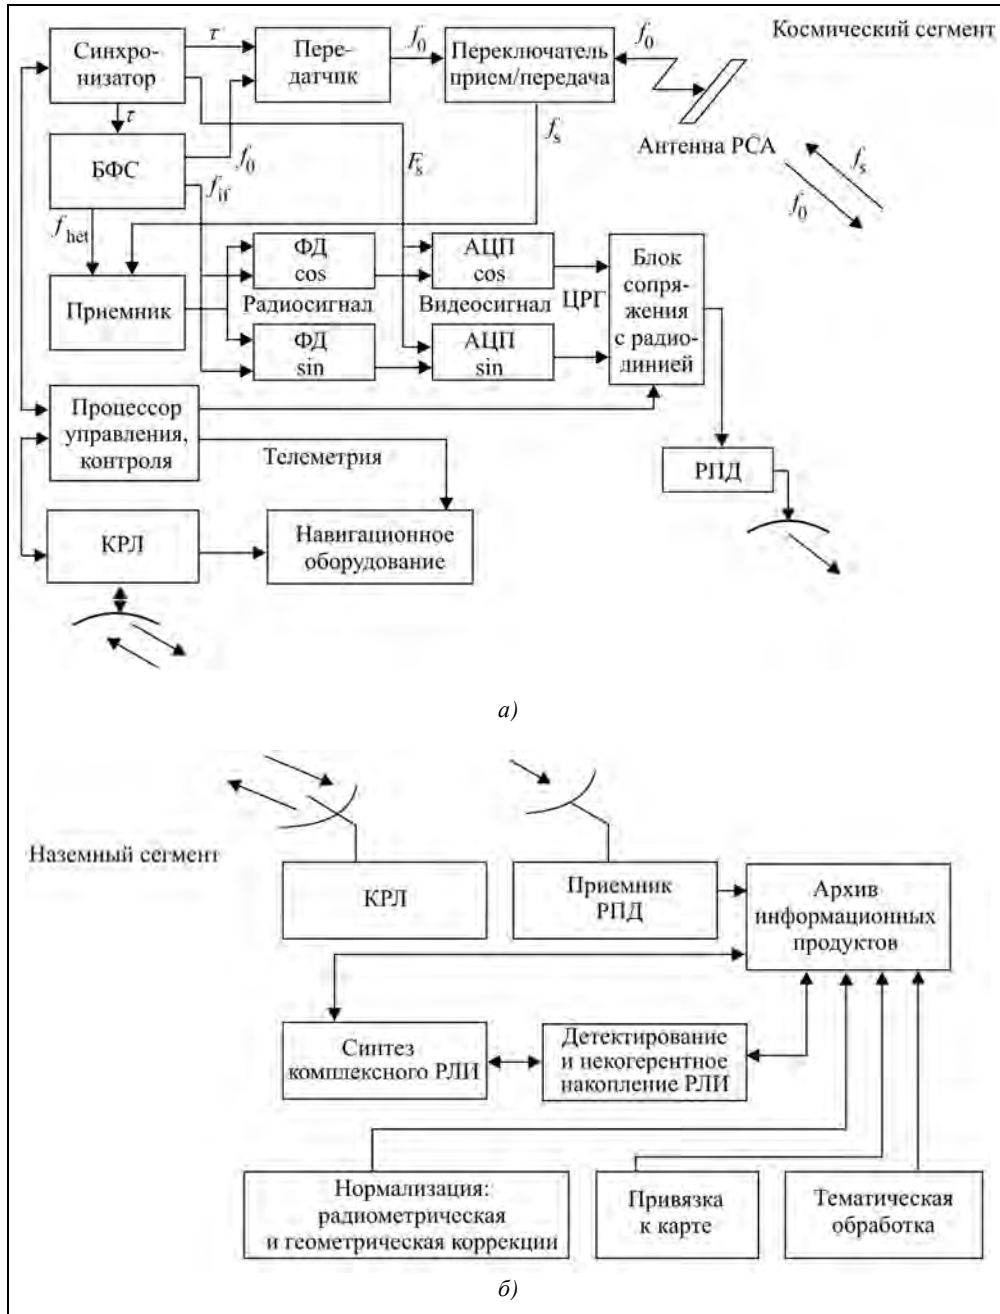 а)
Космический сегмент
Синхро-
низатор
τ
Пере-
датчик
f0
Переключатель
прием/передача
f0
Антенна РСА
fs
f0
τ
БФС
f0
fif
Fs
fs
fhet
Приемник
ФД
cos
Радиосигнал
ФД
sin
АЦП
cos
Видеосигнал
АЦП
sin
ЦРГ
Блок
сопря-
жения
с радио-
линией
Процессор
управления,
контроля
Телеметрия
РПД
КРЛ
Навигационное
оборудование
а)
Наземный сегмент
КРЛ
Приемник
РПД
Архив
информационных
продуктов
Синтез
комплексного РЛИ
Детектирование
и некогерентное
накопление РЛИ
Нормализация:
радиометрическая
и геометрическая коррекции
Привязка
к карте
Тематическая
обработка
б)